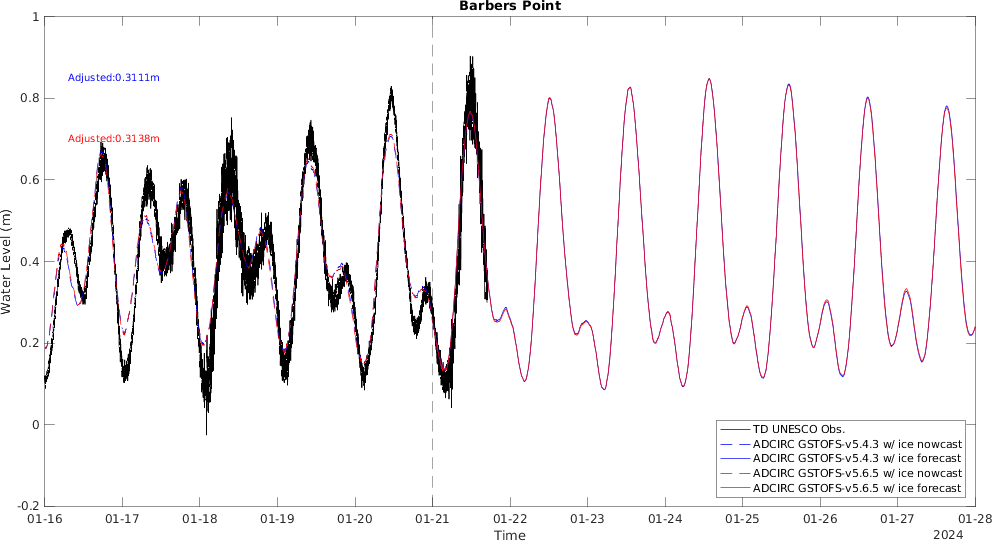 Barbers Point
1
0.8
0.6
0.4
0.2
0
-0.2
Water Level (m)
Adjusted:0.3111m
Adjusted:0.3138m
TD UNESCO Obs.
ADCIRC GSTOFS-v5.4.3 w/ ice nowcast
ADCIRC GSTOFS-v5.4.3 w/ ice forecast
ADCIRC GSTOFS-v5.6.5 w/ ice nowcast
ADCIRC GSTOFS-v5.6.5 w/ ice forecast
01-16 01-17 01-18 01-19 01-20 01-21 01-22 01-23 01-24 01-25 01-26 01-27 01-28
Time
2024